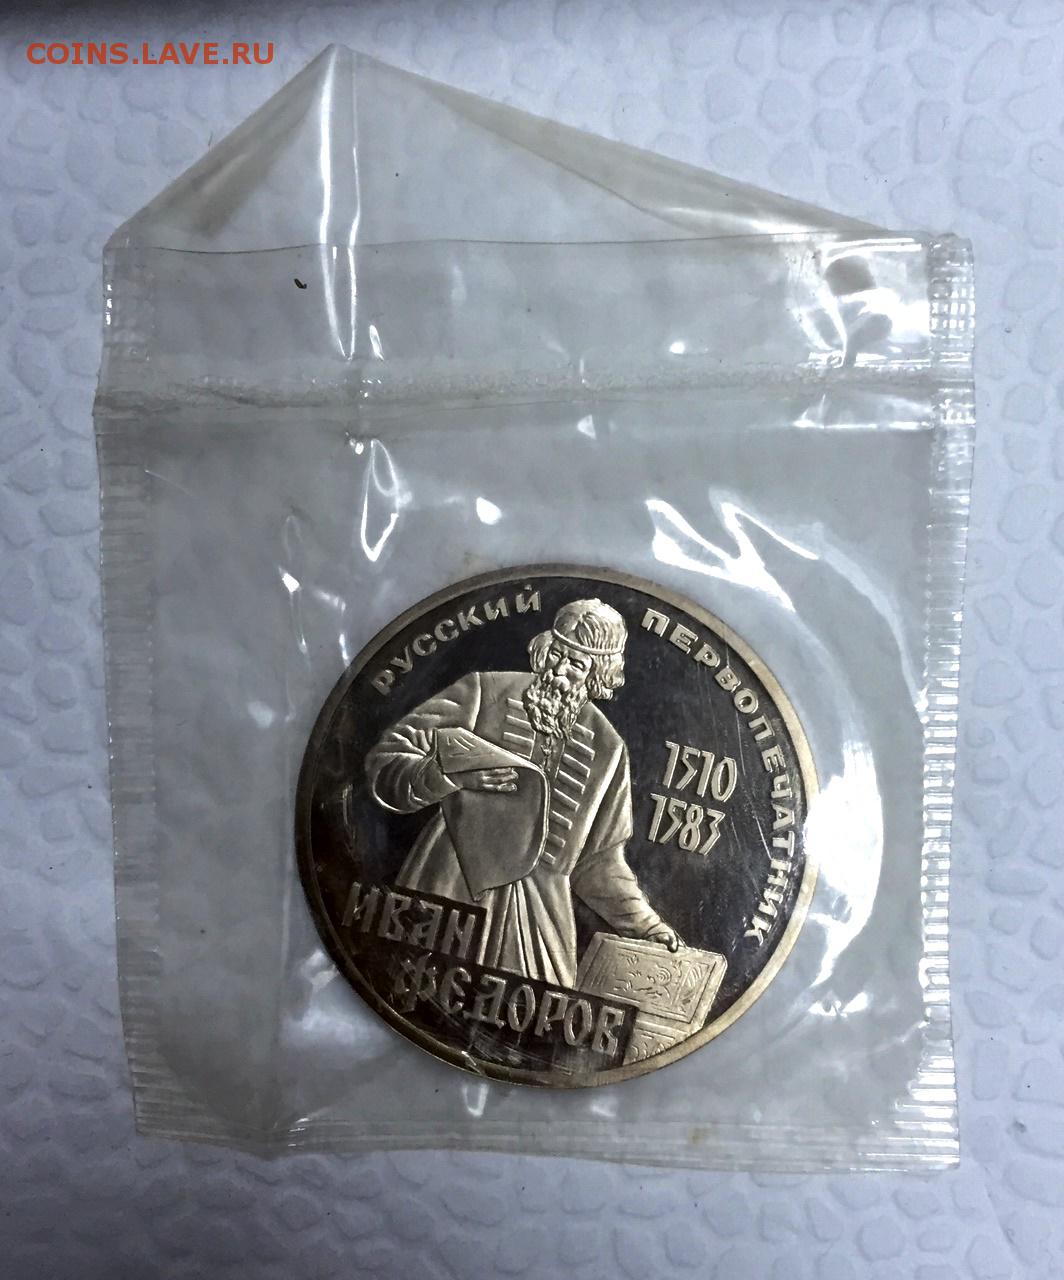 COINS.LAVE.RU
РУССКИЙ ПЕРВОПЕЧАТНИК
1510
1583
ИВАН
ФЕДОРОВ